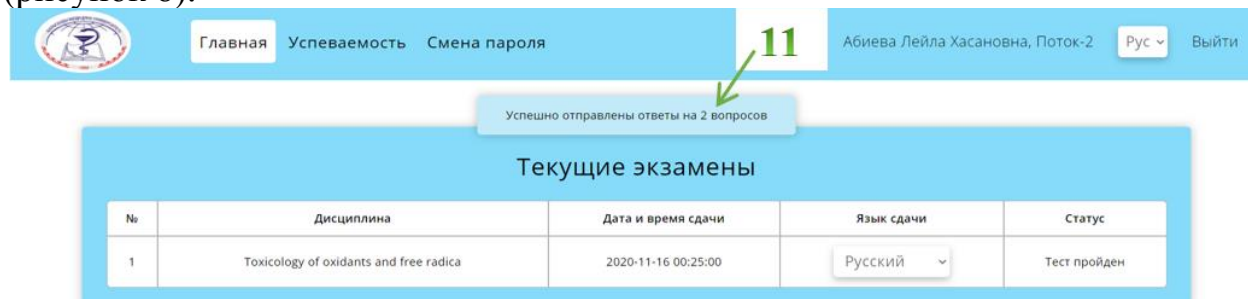 (рисунок 8).
Главная Успеваемость Смена пароля 11 Абиева Лейла Хасановна, Поток-2 Рус Выйти
Успешно отправлены ответы на 2 вопросов
Текущие экзамены
№ Дисциплина Дата и время сдачи Язык сдачи Статус
1 Toxicology of oxidants and free radica 2020-11-16 00:25:00 Русский Тест пройден